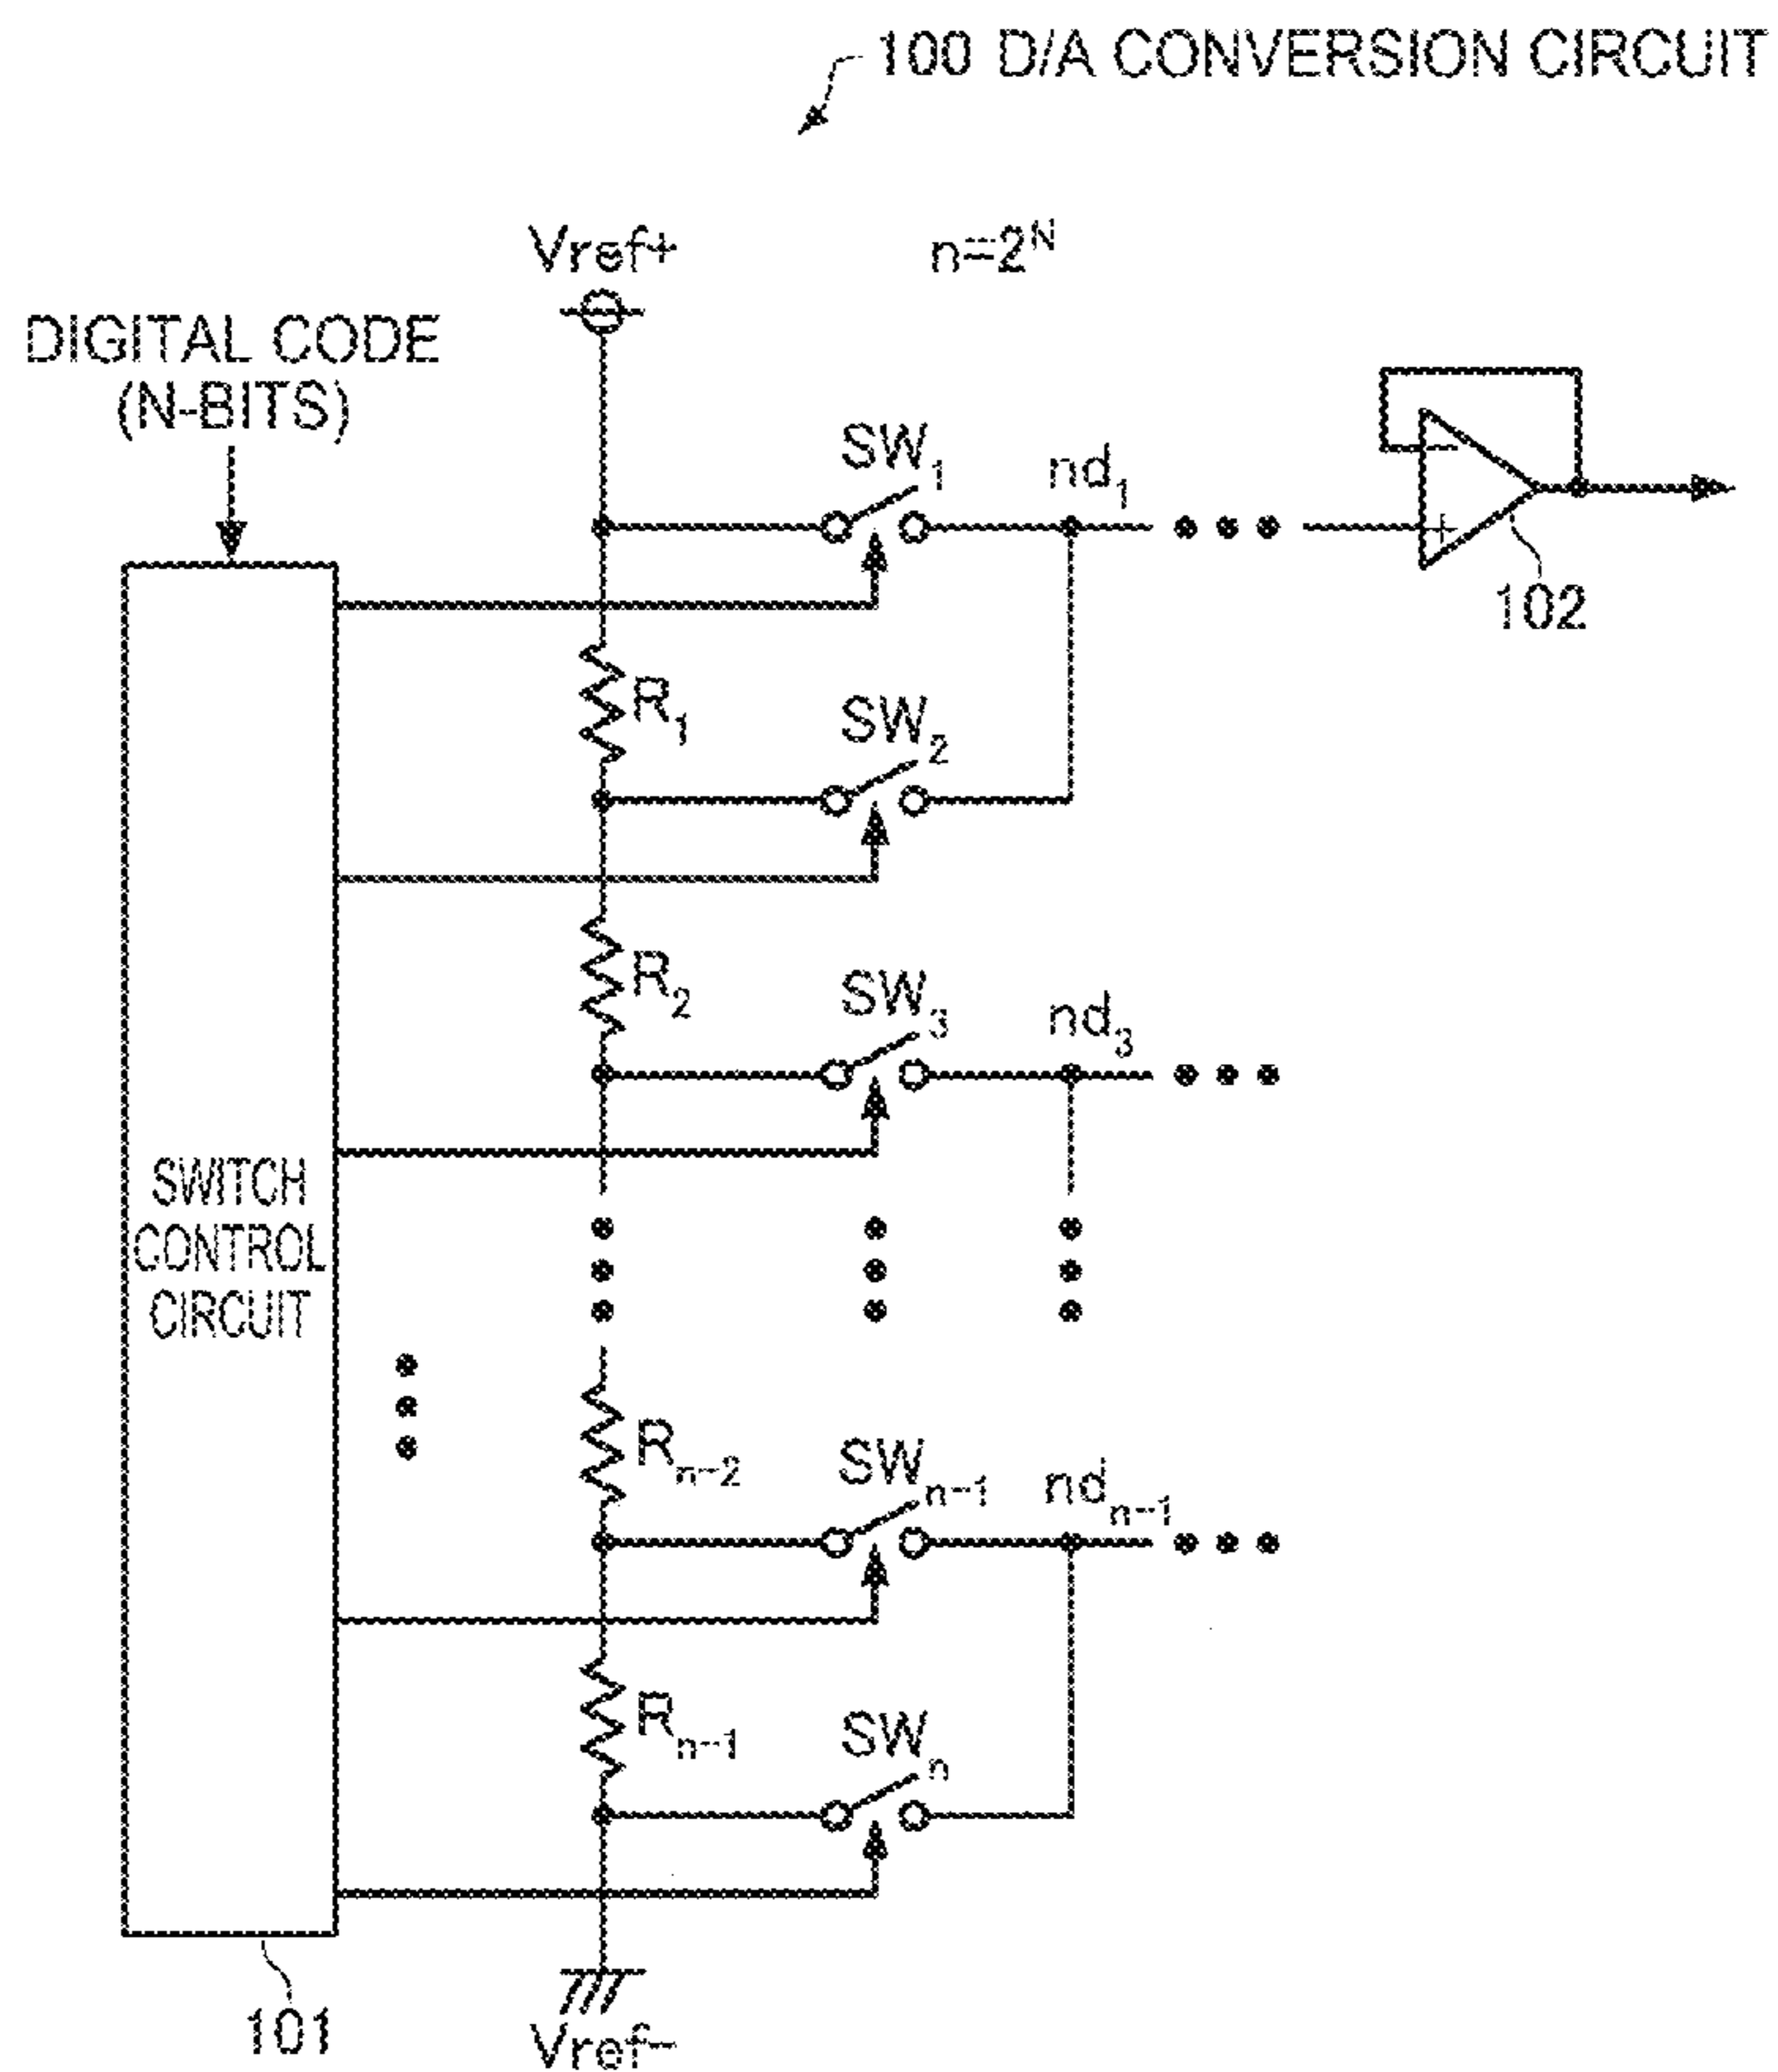 100 D/A CONVERSION CIRCUIT
Vref+
n=2ᴺ
DIGITAL CODE
(N-BITS)
SW₁
nd₁
−
+
102
R₁
SW₂
R₂
SW₃
nd₃
SWITCH
CONTROL
CIRCUIT
Rₙ₋₂
SWₙ₋₁
ndₙ₋₁
Rₙ₋₁
SWₙ
101
Vref−